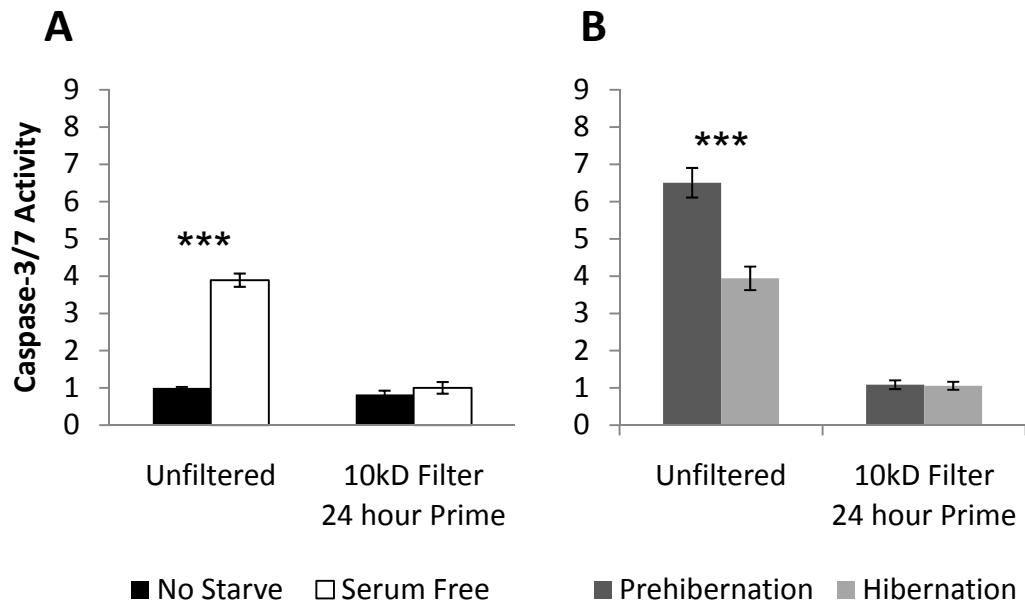 A
B
Caspase-3/7 Activity
9
8
7
6
5
4
3
2
1
0
***
Unfiltered
10kD Filter
24 hour Prime
No Starve
Serum Free
9
8
7
6
5
4
3
2
1
0
***
Unfiltered
10kD Filter
24 hour Prime
Prehibernation
Hibernation